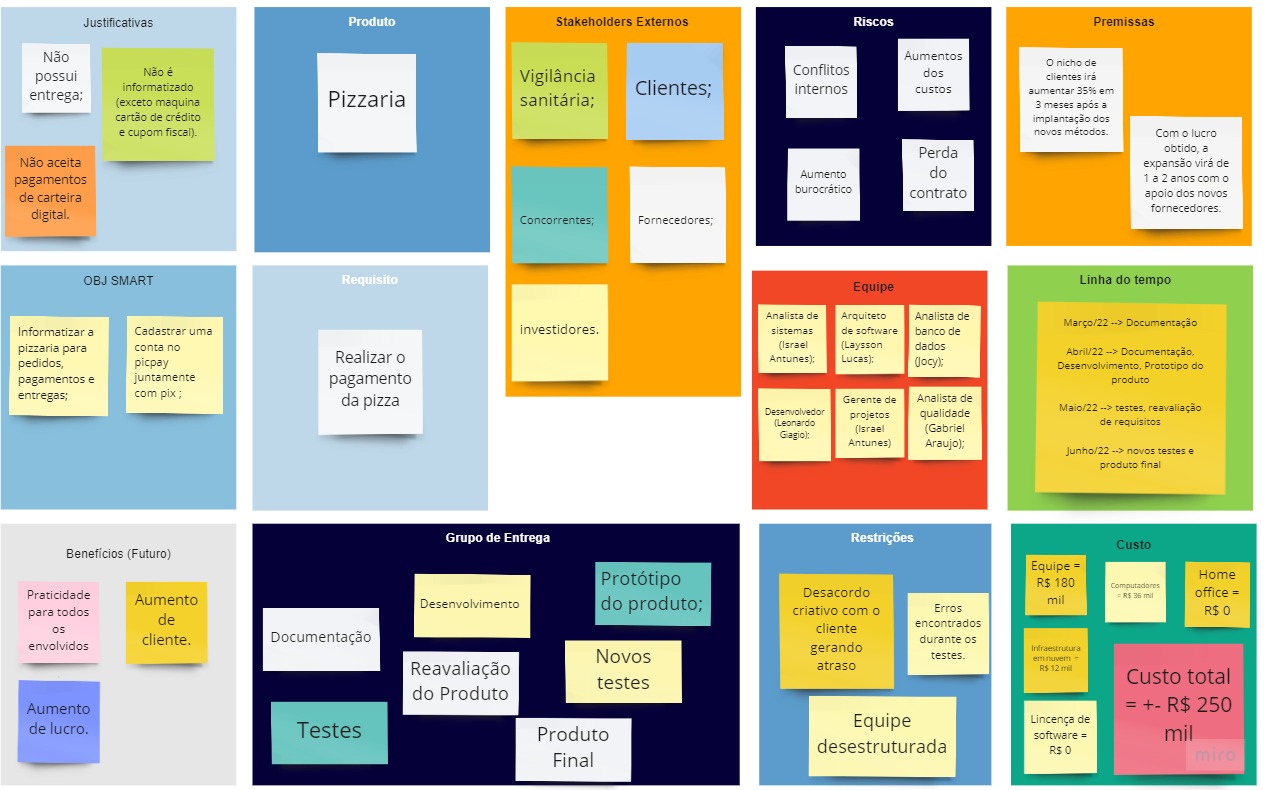 Justificativas
Não
possui
entrega;
Não é
informatizado
(exceto maquina
cartão de crédito
e cupom fiscal).
Não aceita
pagamentos
de carteira
digital.
Produto
Pizzaria
Stakeholders Externos
Vigilância
sanitária;
Clientes;
Concorrentes;
Fornecedores;
investidores.
Riscos
Conflitos
internos
Aumentos
dos
custos
Aumento
burocrático
Perda
do
contrato
Premissas
O nicho de
clientes irá
aumentar 35% em
3 meses após a
implantação dos
novos métodos.
Com o lucro
obtido, a
expansão virá de
1 a 2 anos com o
apoio dos novos
fornecedores.
OBJ SMART
Informatizar a
pizzaria para
pedidos,
pagamentos e
entregas;
Cadastrar uma
conta no
picpay
juntamente
com pix ;
Requisito
Realizar o
pagamento
da pizza
Equipe
Analista de
sistemas
(Israel
Antunes);
Arquiteto
de software
(Laysson
Lucas);
Analista de
banco de
dados
(Jocy);
Desenvolvedor
(Leonardo
Giagio);
Gerente de
projetos
(Israel
Antunes)
Analista de
qualidade
(Gabriel
Araujo);
Linha do tempo
Março/22 --> Documentação
Abril/22 --> Documentação,
Desenvolvimento, Prototipo do
produto
Maio/22 --> testes, reavaliação
de requisitos
Junho/22 --> novos testes e
produto final
Benefícios (Futuro)
Praticidade
para todos
os
envolvidos
Aumento
de
cliente.
Aumento
de lucro.
Grupo de Entrega
Documentação
Desenvolvimento
Protótipo
do produto;
Reavaliação
do Produto
Novos
testes
Testes
Produto
Final
Restrições
Desacordo
criativo com o
cliente
gerando
atraso
Erros
encontrados
durante os
testes.
Equipe
desestruturada
Custo
Equipe =
R$ 180
mil
Computadores
= R$ 36 mil
Home
office =
R$ 0
Infraestrutura
em nuvem =
R$ 12 mil
Lincença de
software =
R$ 0
Custo total
= +- R$ 250
mil
miro